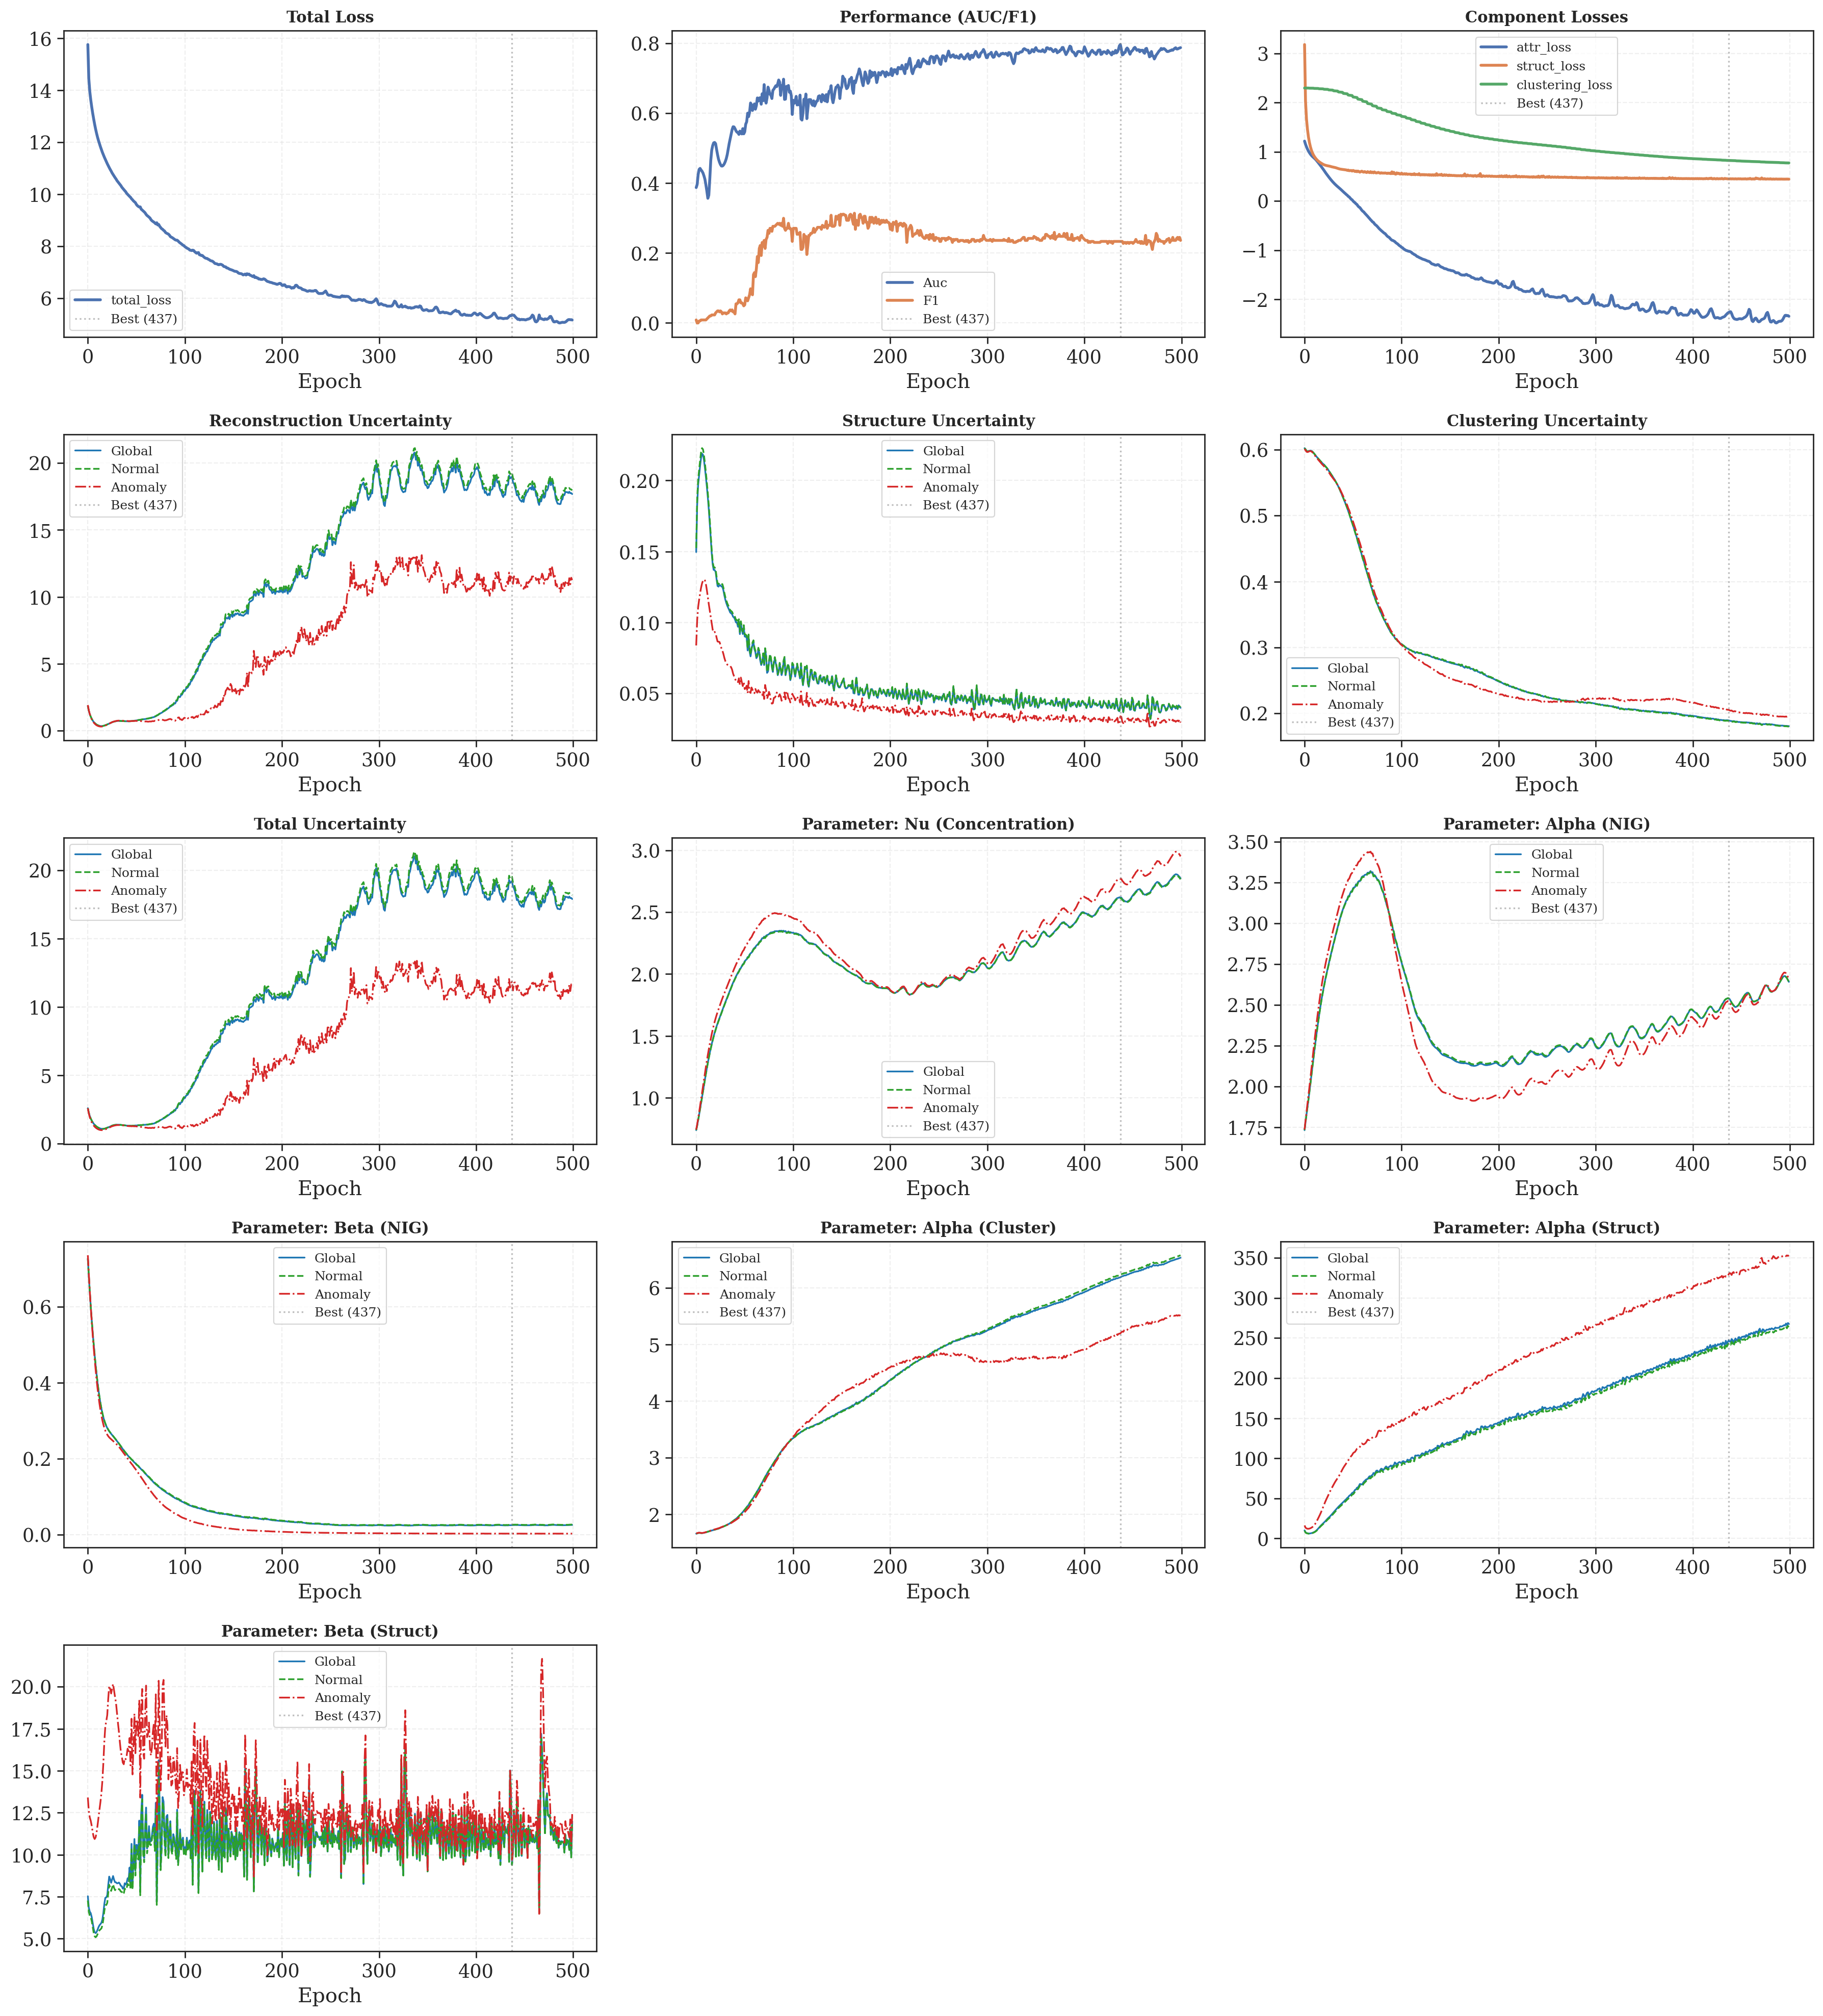 Total Loss
16
14
12
10
8
6
total_loss
Best (437)
0 100 200 300 400 500
Epoch
Performance (AUC/F1)
0.8
0.6
0.4
0.2
0.0
Auc
F1
Best (437)
0 100 200 300 400 500
Epoch
Component Losses
3
2
1
0
−1
−2
attr_loss
struct_loss
clustering_loss
Best (437)
0 100 200 300 400 500
Epoch
Reconstruction Uncertainty
20
15
10
5
0
Global
Normal
Anomaly
Best (437)
0 100 200 300 400 500
Epoch
Structure Uncertainty
0.20
0.15
0.10
0.05
Global
Normal
Anomaly
Best (437)
0 100 200 300 400 500
Epoch
Clustering Uncertainty
0.6
0.5
0.4
0.3
0.2
Global
Normal
Anomaly
Best (437)
0 100 200 300 400 500
Epoch
Total Uncertainty
20
15
10
5
0
Global
Normal
Anomaly
Best (437)
0 100 200 300 400 500
Epoch
Parameter: Nu (Concentration)
3.0
2.5
2.0
1.5
1.0
Global
Normal
Anomaly
Best (437)
0 100 200 300 400 500
Epoch
Parameter: Alpha (NIG)
3.50
3.25
3.00
2.75
2.50
2.25
2.00
1.75
Global
Normal
Anomaly
Best (437)
0 100 200 300 400 500
Epoch
Parameter: Beta (NIG)
0.6
0.4
0.2
0.0
Global
Normal
Anomaly
Best (437)
0 100 200 300 400 500
Epoch
Parameter: Alpha (Cluster)
6
5
4
3
2
Global
Normal
Anomaly
Best (437)
0 100 200 300 400 500
Epoch
Parameter: Alpha (Struct)
350
300
250
200
150
100
50
0
Global
Normal
Anomaly
Best (437)
0 100 200 300 400 500
Epoch
Parameter: Beta (Struct)
20.0
17.5
15.0
12.5
10.0
7.5
5.0
Global
Normal
Anomaly
Best (437)
0 100 200 300 400 500
Epoch